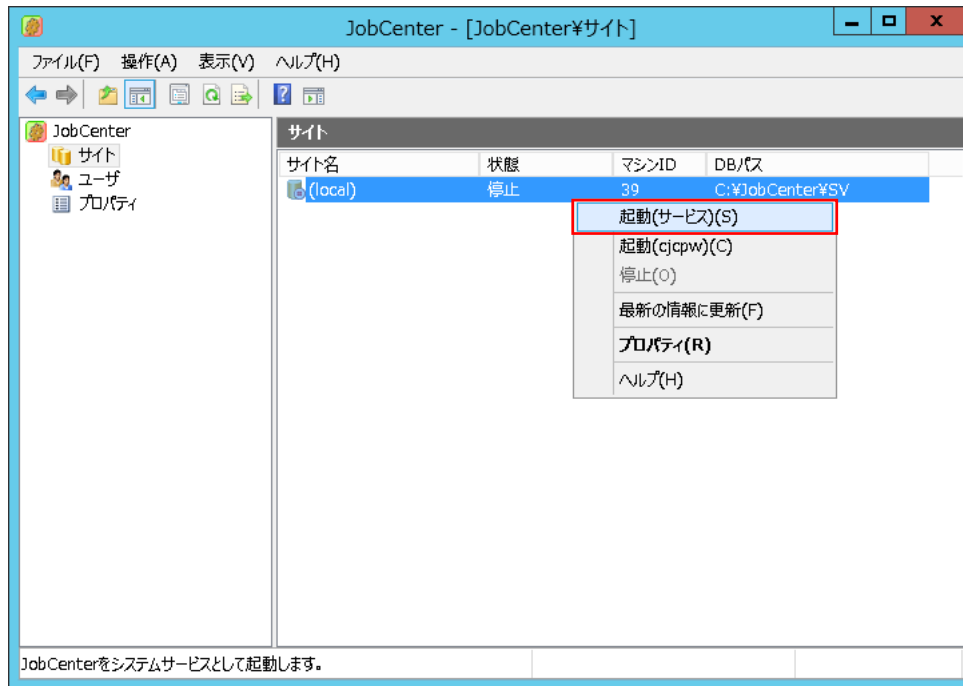 JobCenter - [JobCenter¥サイト]
ファイル(F) 操作(A) 表示(V) ヘルプ(H)
JobCenter
サイト
ユーザ
プロパティ
サイト
サイト名 状態 マシンID DBパス
(local) 停止 39 C:¥JobCenter¥SV
起動(サービス)(S)
起動(cjcpw)(C)
停止(O)
最新の情報に更新(F)
プロパティ(R)
ヘルプ(H)
JobCenterをシステムサービスとして起動します。